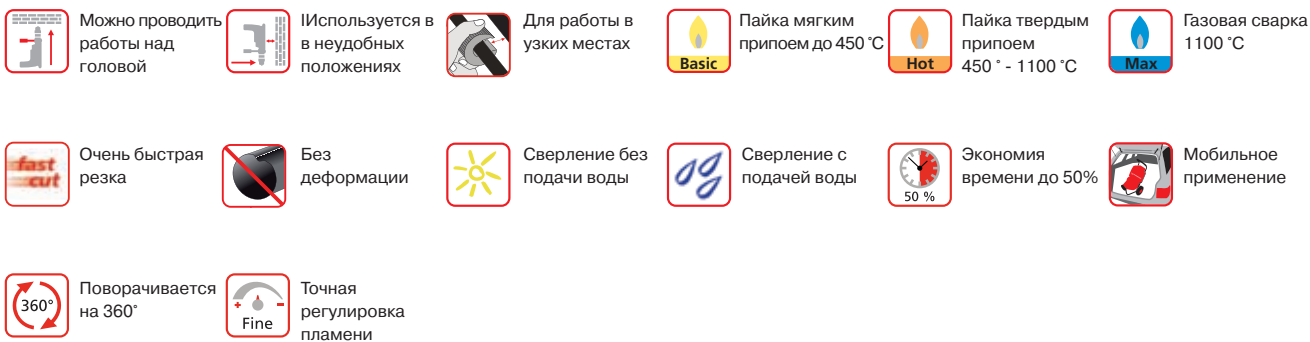 Можно проводить
работы над
головой
IИспользуется в
в неудобных
положениях
Для работы в
узких местах
Basic
Пайка мягким
припоем до 450 ˚C
Hot
Пайка твердым
припоем
450 ˚ - 1100 ˚C
Max
Газовая сварка
1100 ˚C
fast
cut
Очень быстрая
резка
Без
деформации
Сверление без
подачи воды
Сверление с
подачей воды
50 %
Экономия
времени до 50%
Мобильное
применение
360°
Поворачивается
на 360˚
+ -
Fine
Точная
регулировка
пламени